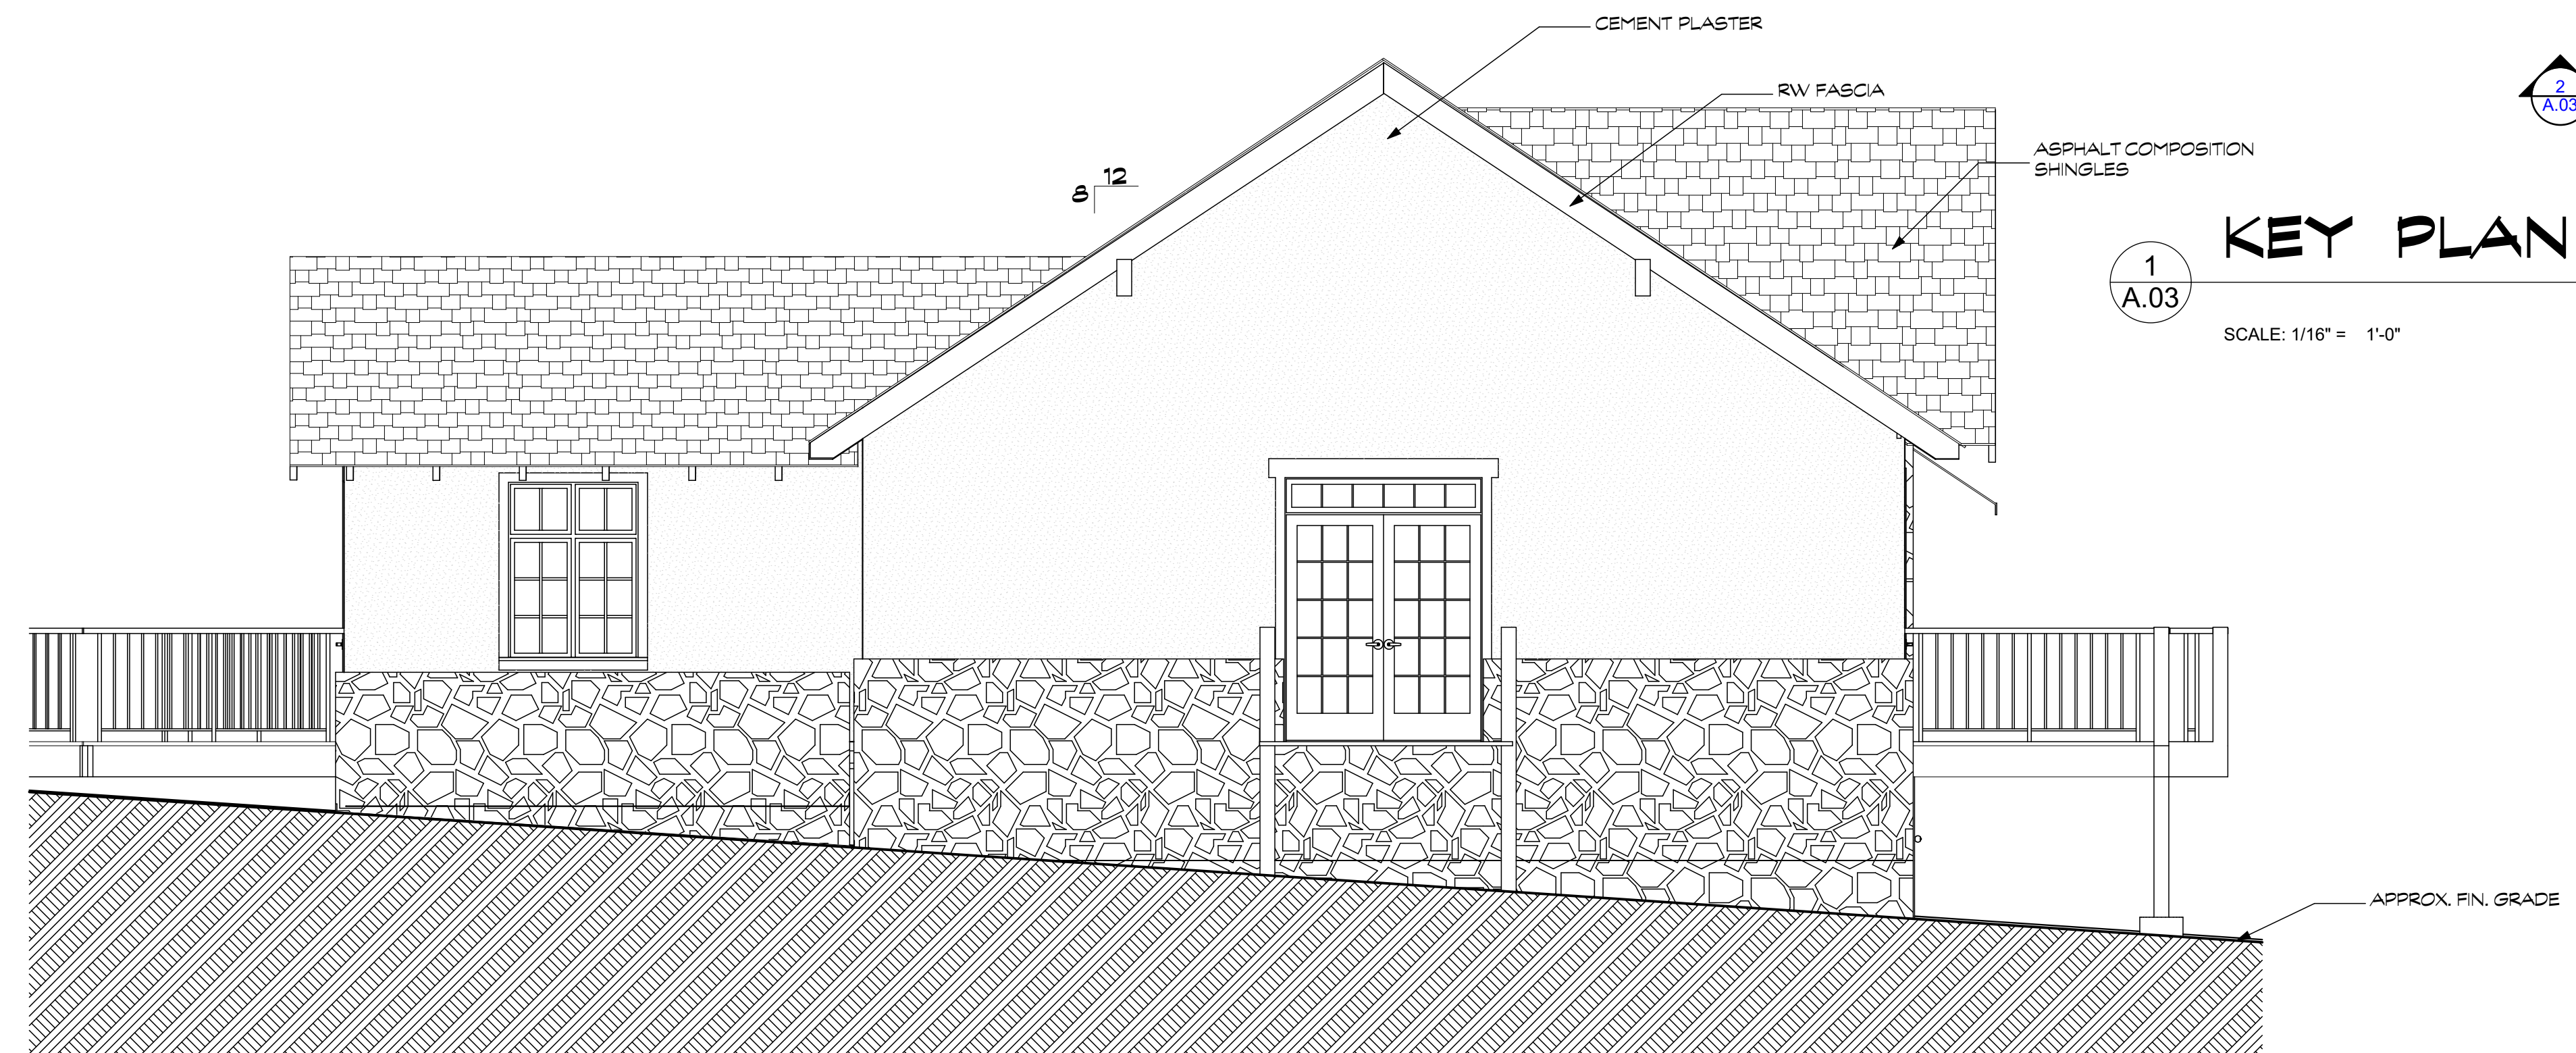 CEMENT PLASTER
RW FASCIA
2
A.03
ASPHALT COMPOSITION
SHINGLES
12
8
KEY PLAN
1
A.03
SCALE: 1/16" = 1'-0"
APPROX. FIN. GRADE